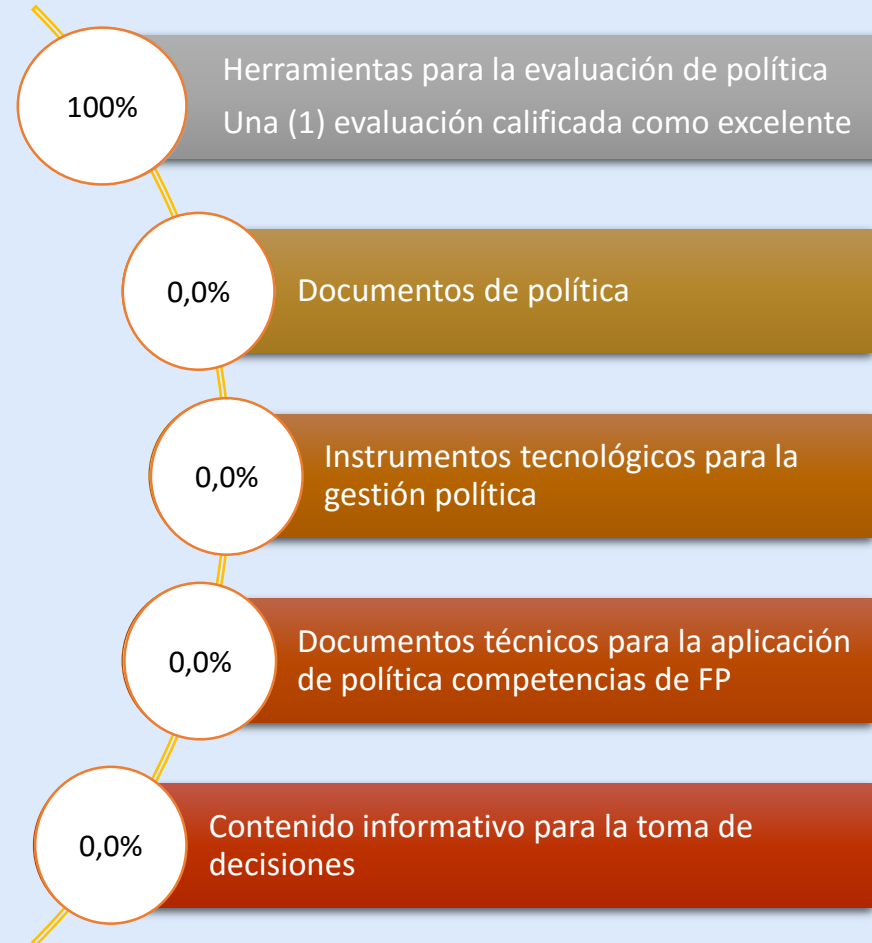 100%
Herramientas para la evaluación de política
Una (1) evaluación calificada como excelente
0,0%
Documentos de política
0,0%
Instrumentos tecnológicos para la
gestión política
0,0%
Documentos técnicos para la aplicación
de política competencias de FP
0,0%
Contenido informativo para la toma de
decisiones